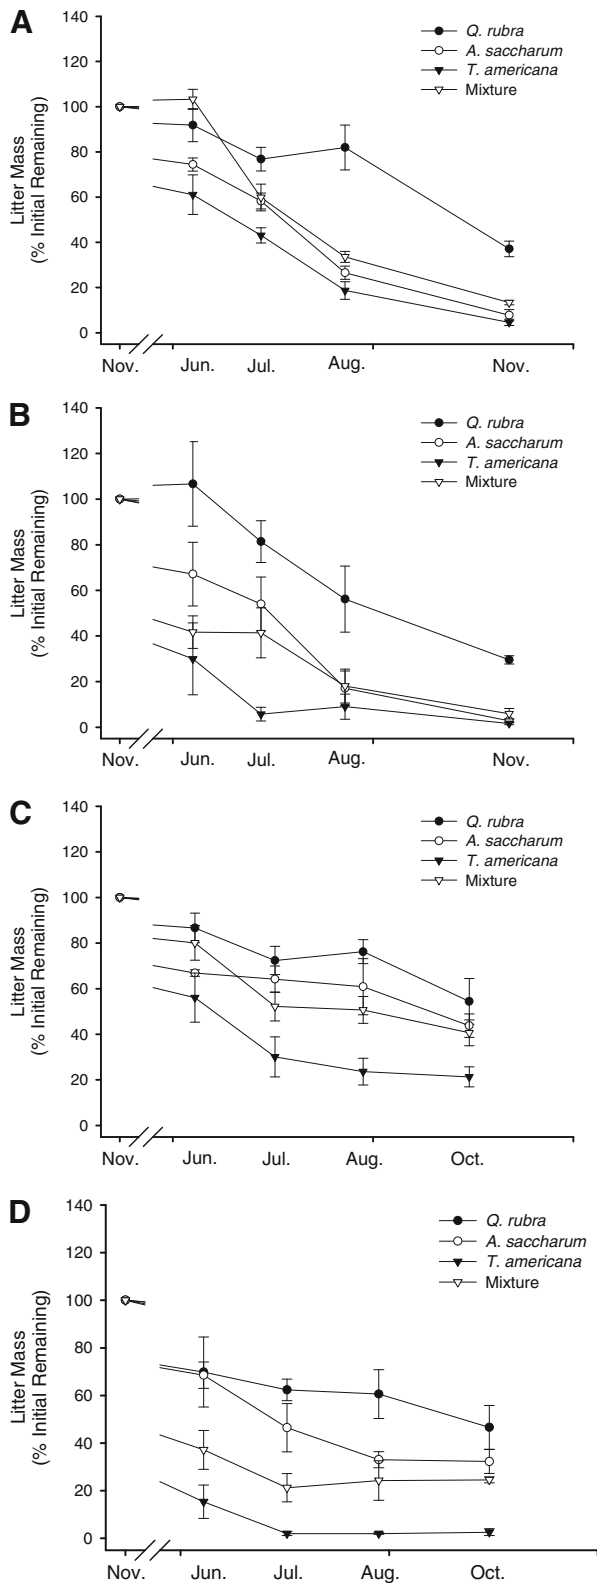 A
140
120
100
80
60
40
20
0
Litter Mass
(% Initial Remaining)
Q. rubra
A. saccharum
T. americana
Mixture
Nov. Jun. Jul. Aug. Nov.
B
140
120
100
80
60
40
20
0
Litter Mass
(% Initial Remaining)
Q. rubra
A. saccharum
T. americana
Mixture
Nov. Jun. Jul. Aug. Nov.
C
140
120
100
80
60
40
20
0
Litter Mass
(% Initial Remaining)
Q. rubra
A. saccharum
T. americana
Mixture
Nov. Jun. Jul. Aug. Oct.
D
140
120
100
80
60
40
20
0
Litter Mass
(% Initial Remaining)
Q. rubra
A. saccharum
T. americana
Mixture
Nov. Jun. Jul. Aug. Oct.